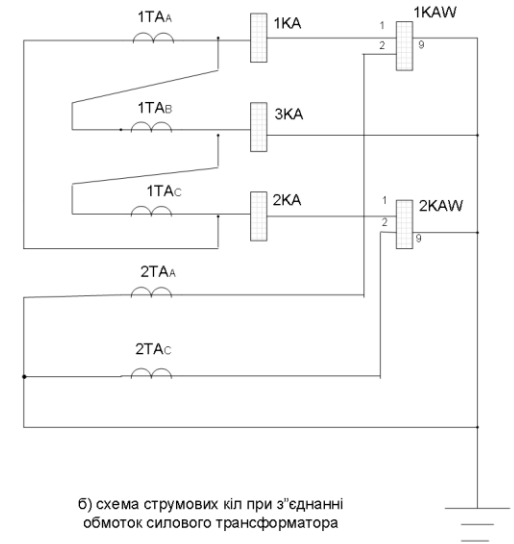 1TAA 1KA 1KAW
1
2 9
1TAB 3KA
1TAC 2KA 1 2KAW
2
9
2TAA
2TAC
б) схема струмових кіл при з"єднанні
обмоток силового трансформатора